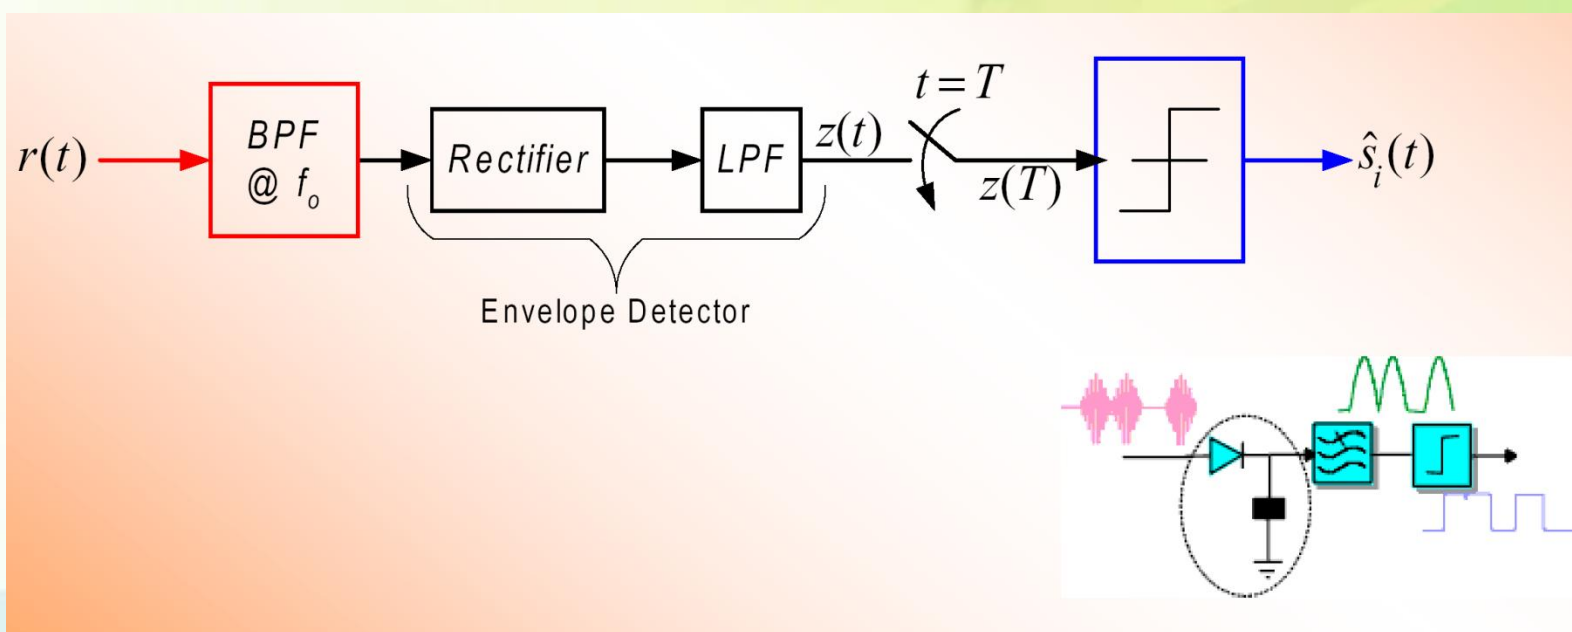 r(t)
BPF
@ f₀
Rectifier
LPF
z(t)
t = T
z(T)
ŝᵢ(t)
Envelope Detector